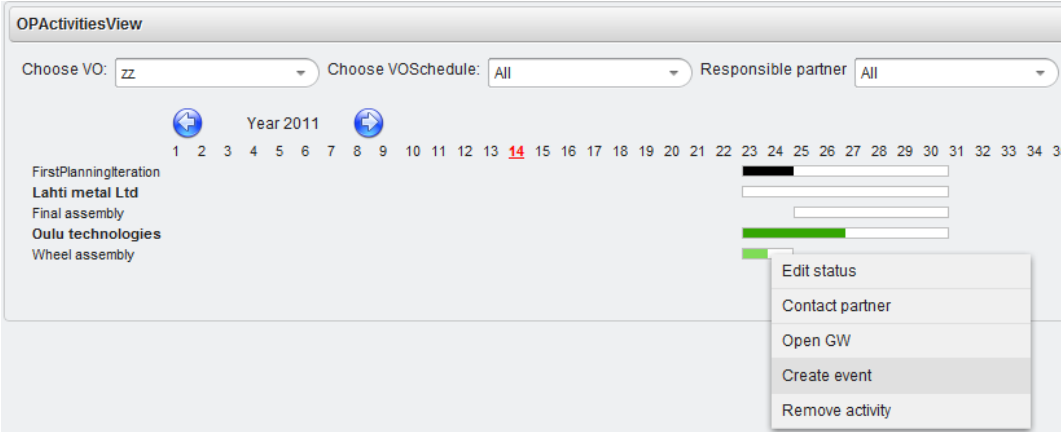 OPActivitiesView
Choose VO: zz Choose VOSchedule: All Responsible partner All
Year 2011
1 2 3 4 5 6 7 8 9 10 11 12 13 14 15 16 17 18 19 20 21 22 23 24 25 26 27 28 29 30 31 32 33 34
FirstPlanningIteration
Lahti metal Ltd
Final assembly
Oulu technologies
Wheel assembly
Edit status
Contact partner
Open GW
Create event
Remove activity